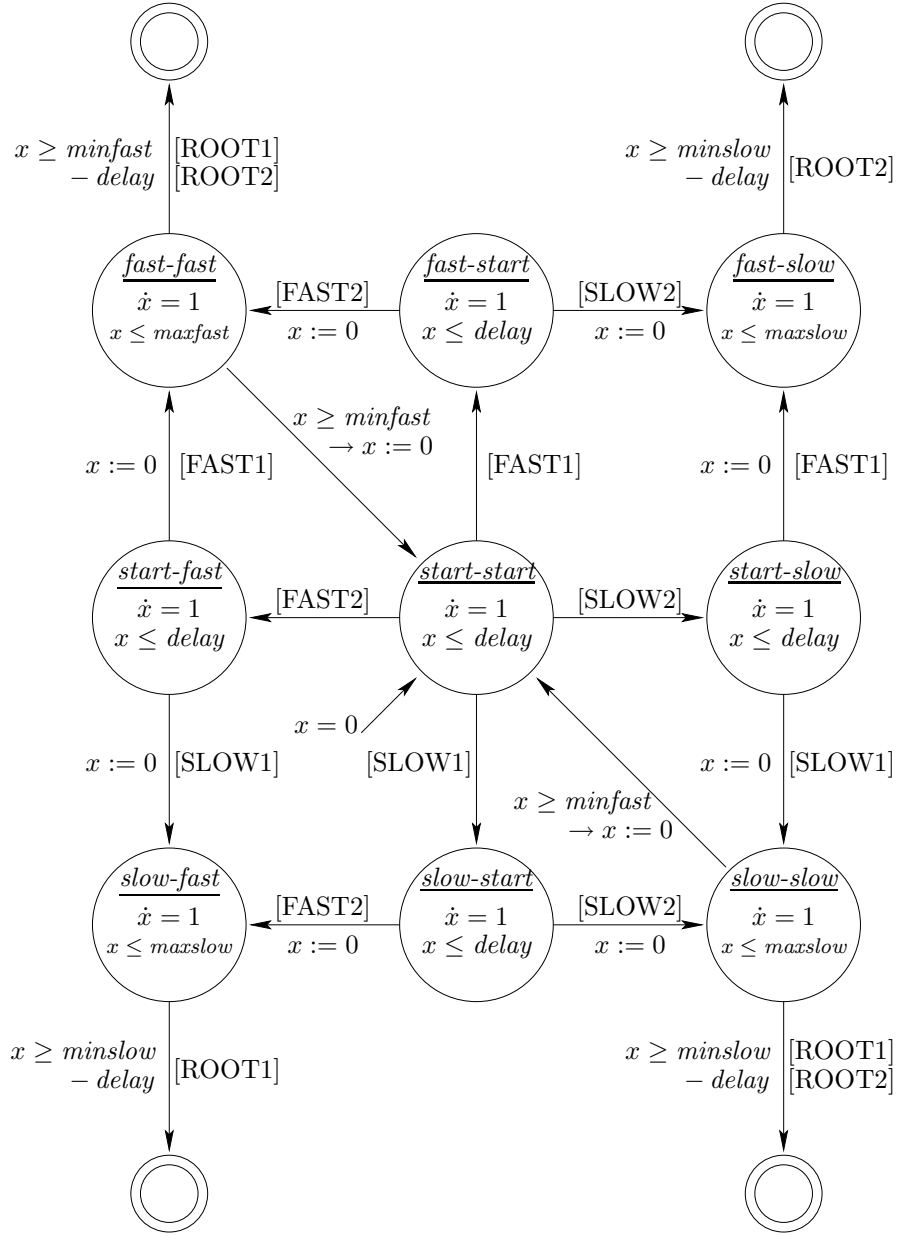 x ≥ minfast
− delay
[ROOT1]
[ROOT2]
x ≥ minslow
− delay
[ROOT2]
fast-fast
ẋ = 1
x ≤ maxfast
[FAST2]
x := 0
fast-start
ẋ = 1
x ≤ delay
[SLOW2]
x := 0
fast-slow
ẋ = 1
x ≤ maxslow
x := 0
[FAST1]
x ≥ minfast
→ x := 0
[FAST1]
x := 0
[FAST1]
start-fast
ẋ = 1
x ≤ delay
[FAST2]
start-start
ẋ = 1
x ≤ delay
[SLOW2]
start-slow
ẋ = 1
x ≤ delay
x = 0
x := 0
[SLOW1]
[SLOW1]
x ≥ minfast
→ x := 0
x := 0
[SLOW1]
slow-fast
ẋ = 1
x ≤ maxslow
[FAST2]
x := 0
slow-start
ẋ = 1
x ≤ delay
[SLOW2]
x := 0
slow-slow
ẋ = 1
x ≤ maxslow
x ≥ minslow
− delay
[ROOT1]
x ≥ minslow
− delay
[ROOT1]
[ROOT2]